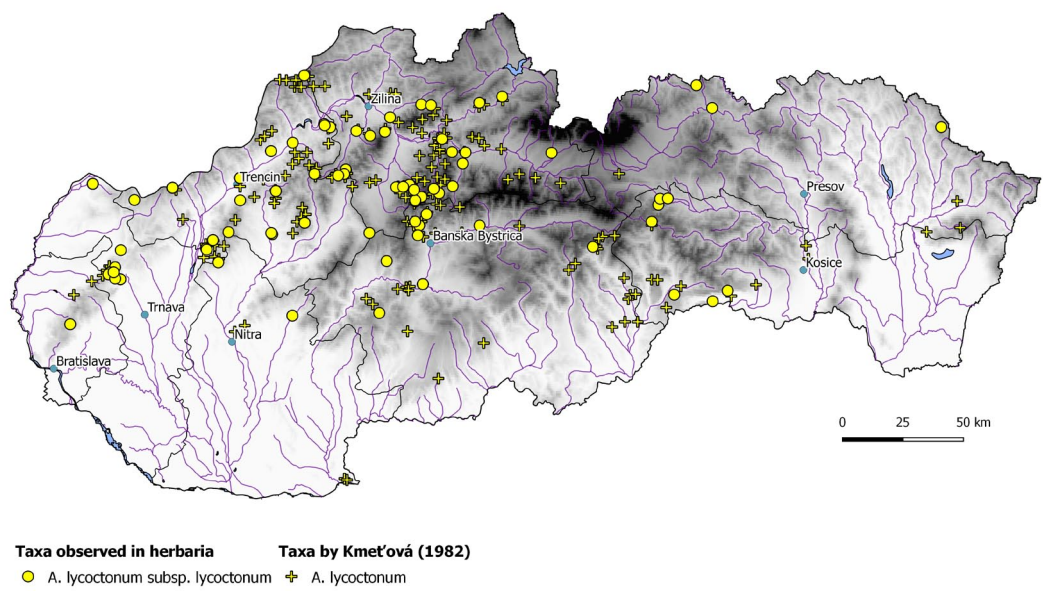 Zilina
Trencin
Presov
Banska Bystrica
Kosice
Trnava
Nitra
Bratislava
0 25 50 km
Taxa observed in herbaria Taxa by Kmeťová (1982)
A. lycoctonum subsp. lycoctonum A. lycoctonum